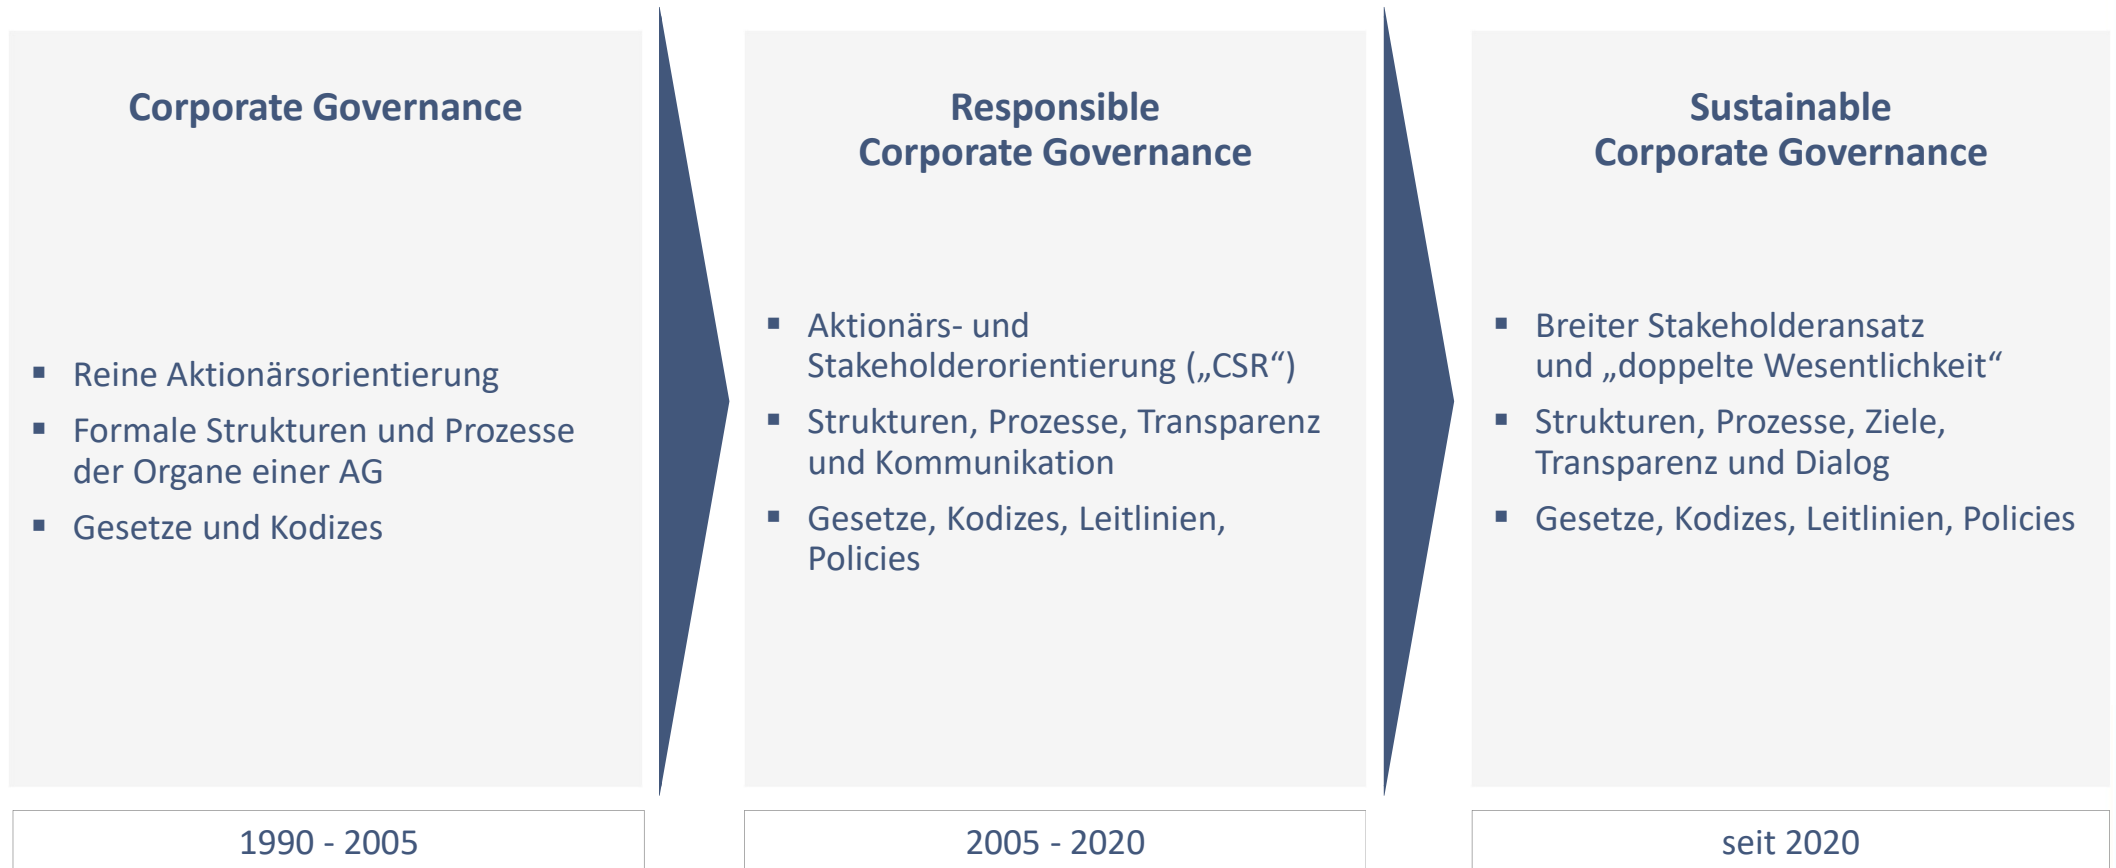 Corporate Governance
▪ Reine Aktionärsorientierung
▪ Formale Strukturen und Prozesse
der Organe einer AG
▪ Gesetze und Kodizes
1990 - 2005
Responsible
Corporate Governance
▪ Aktionärs- und
Stakeholderorientierung („CSR“)
▪ Strukturen, Prozesse, Transparenz
und Kommunikation
▪ Gesetze, Kodizes, Leitlinien,
Policies
2005 - 2020
Sustainable
Corporate Governance
▪ Breiter Stakeholderansatz
und „doppelte Wesentlichkeit“
▪ Strukturen, Prozesse, Ziele,
Transparenz und Dialog
▪ Gesetze, Kodizes, Leitlinien, Policies
seit 2020